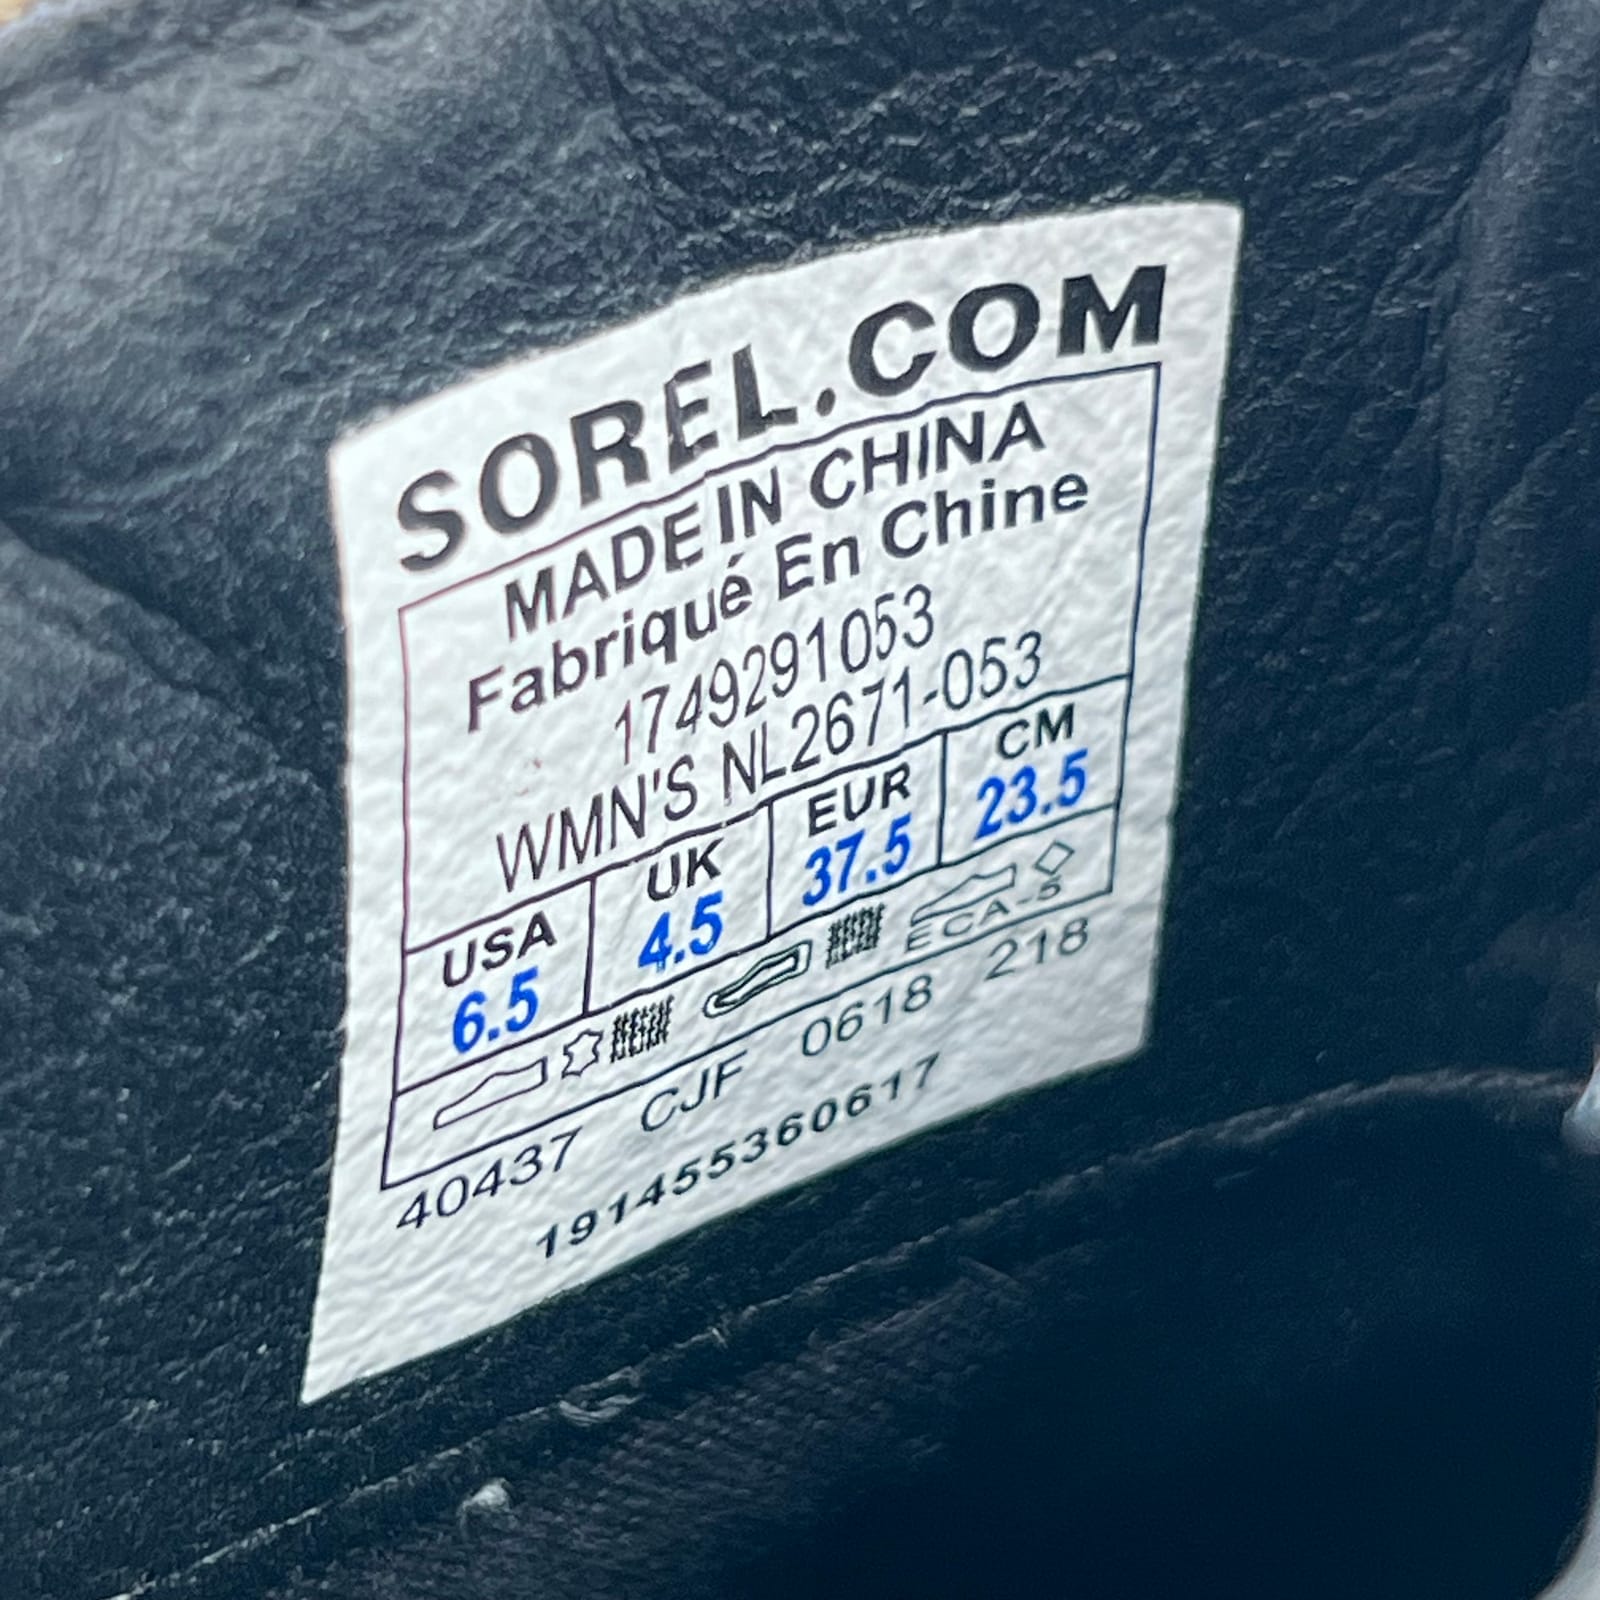 SOREL.COM
MADE IN CHINA
Fabriqué En Chine
1749291053
WMN'S NL2671-053
USA UK EUR CM
6.5 4.5 37.5 23.5
ECA-5
40437 CJF 0618 218
191455360617